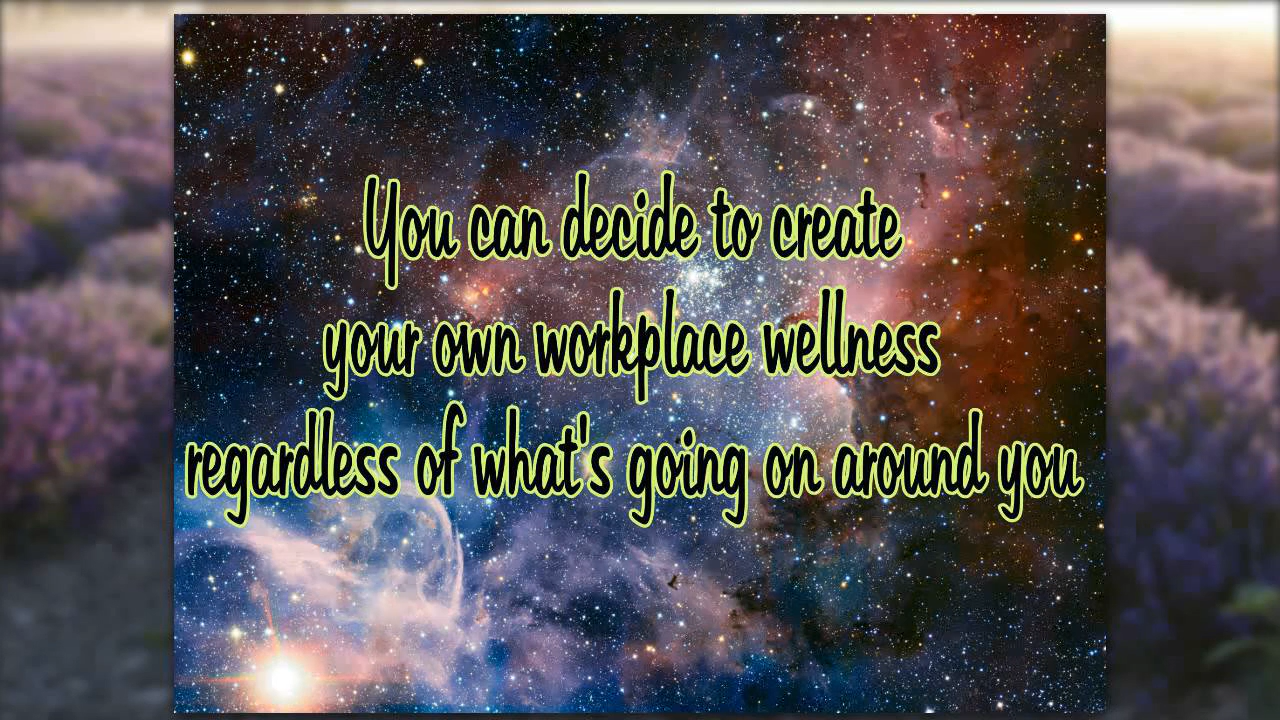 You can decide to create
your own workplace wellness
regardless of what's going on around you